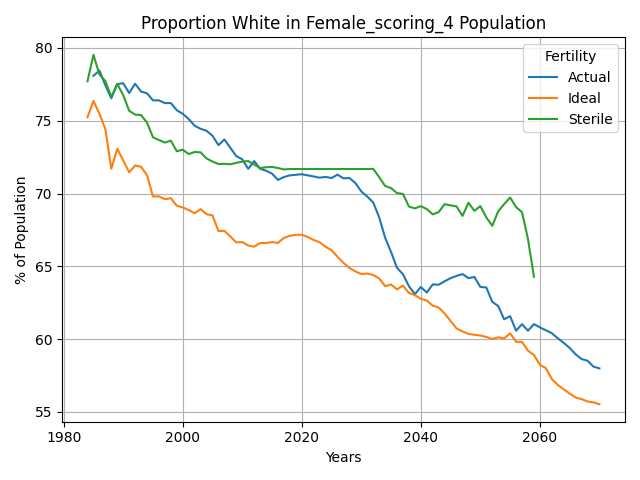 Proportion White in Female_scoring_4 Population
Fertility
Actual
Ideal
Sterile
% of Population
80
75
70
65
60
55
1980
2000
2020
2040
2060
Years